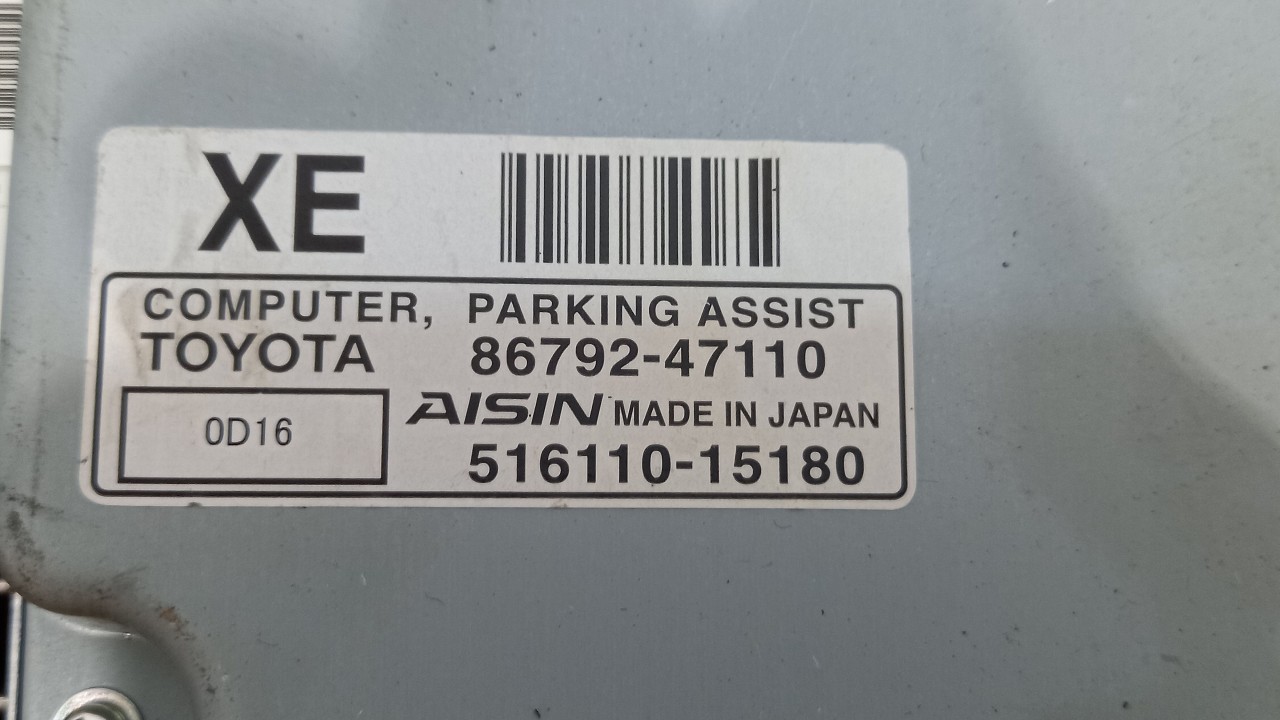 XE
COMPUTER, PARKING ASSIST
TOYOTA 86792-47110
0D16
AISIN MADE IN JAPAN
516110-15180